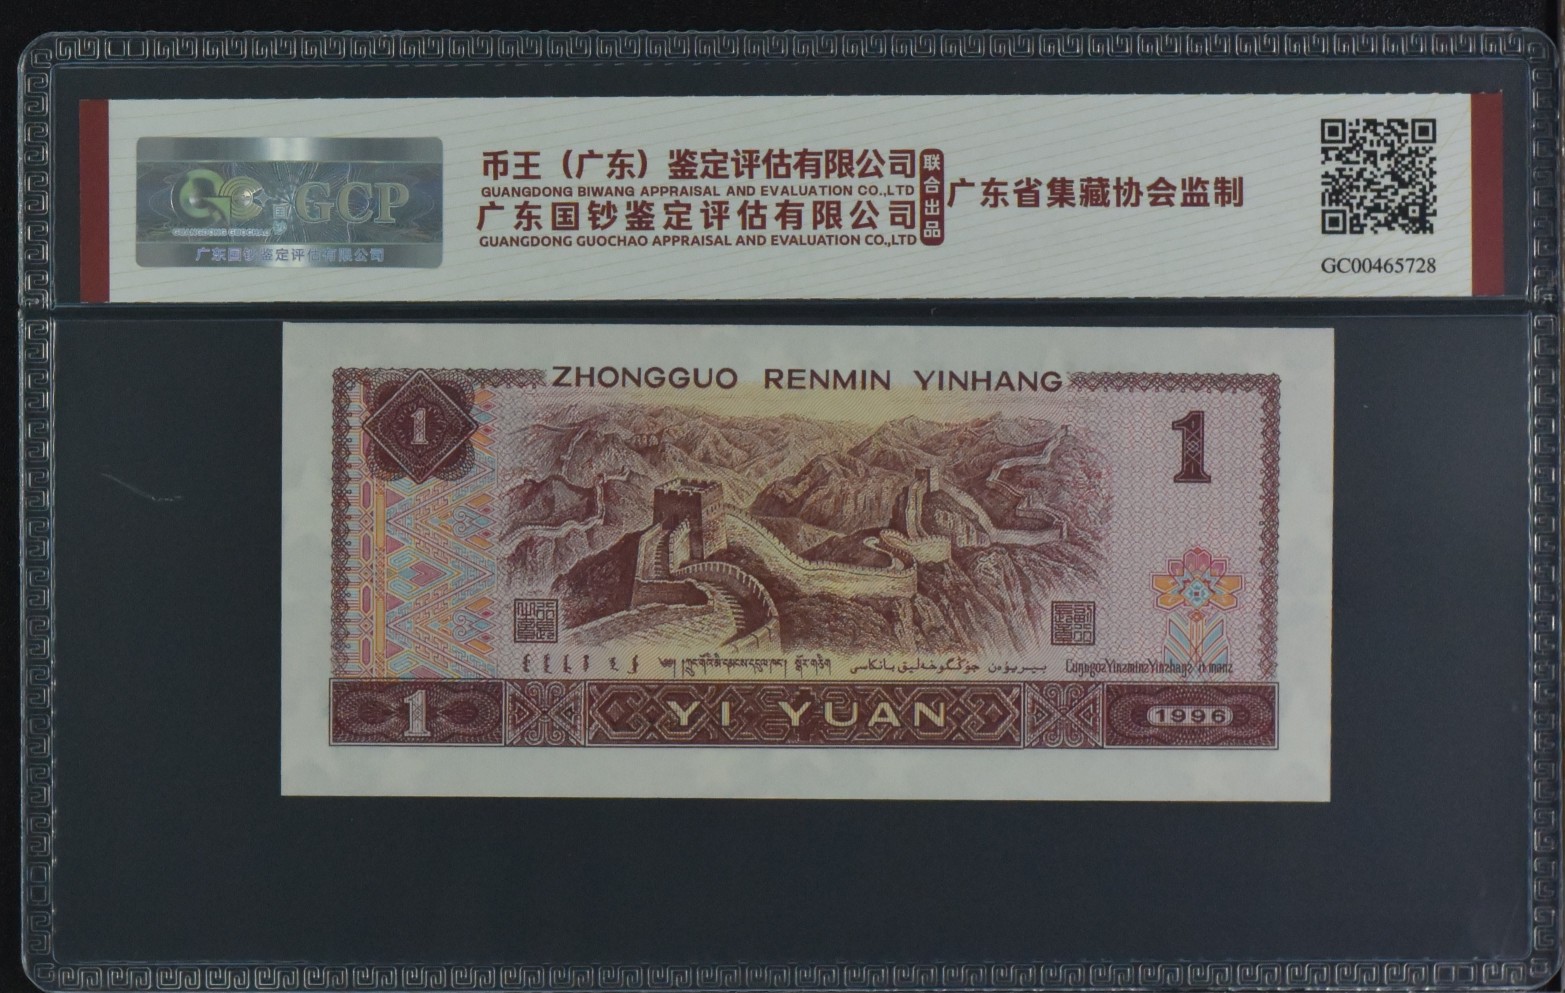 GCP
GUANGDONG GUOCHAO
广东国钞鉴定评估有限公司
币王（广东）鉴定评估有限公司
GUANGDONG BIWANG APPRAISAL AND EVALUATION CO.,LTD
广东国钞鉴定评估有限公司
GUANGDONG GUOCHAO APPRAISAL AND EVALUATION CO.,LTD
联合出品
广东省集藏协会监制
GC00465728
ZHONGGUO RENMIN YINHANG
1
1
1
YI YUAN
1996